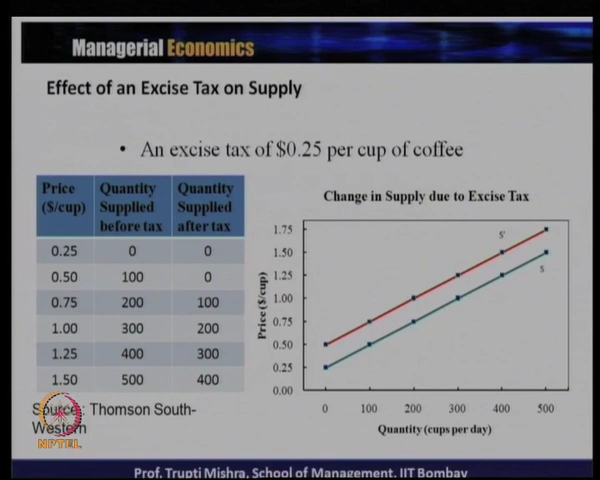 Managerial Economics
Effect of an Excise Tax on Supply
• An excise tax of $0.25 per cup of coffee
Price ($/cup) Quantity Supplied before tax Quantity Supplied after tax
0.25 0 0
0.50 100 0
0.75 200 100
1.00 300 200
1.25 400 300
1.50 500 400
Source: Thomson South-
Western
NPTEL
Change in Supply due to Excise Tax
Price ($/cup)
1.75
1.50
1.25
1.00
0.75
0.50
0.25
0.00
S'
S
0 100 200 300 400 500
Quantity (cups per day)
Prof. Trupti Mishra, School of Management, IIT Bombay